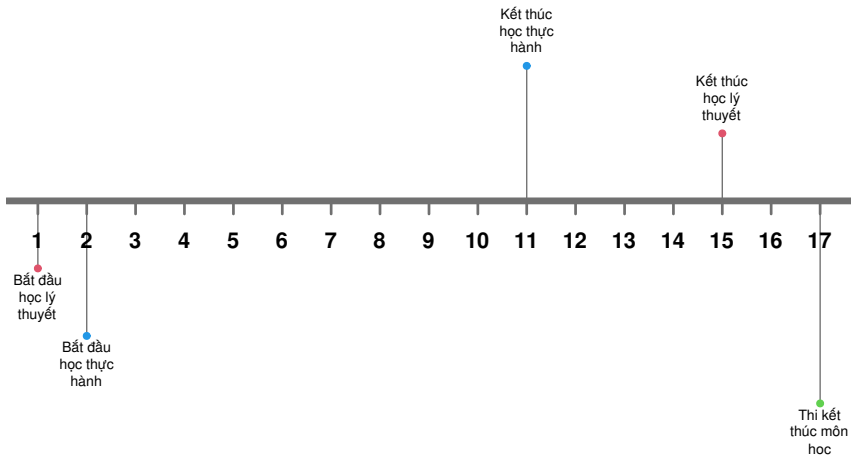 Kết thúc
học thực
hành
Kết thúc
học lý
thuyết
1 2 3 4 5 6 7 8 9 10 11 12 13 14 15 16 17
Bắt đầu
học lý
thuyết
Bắt đầu
học thực
hành
Thi kết
thúc môn
học